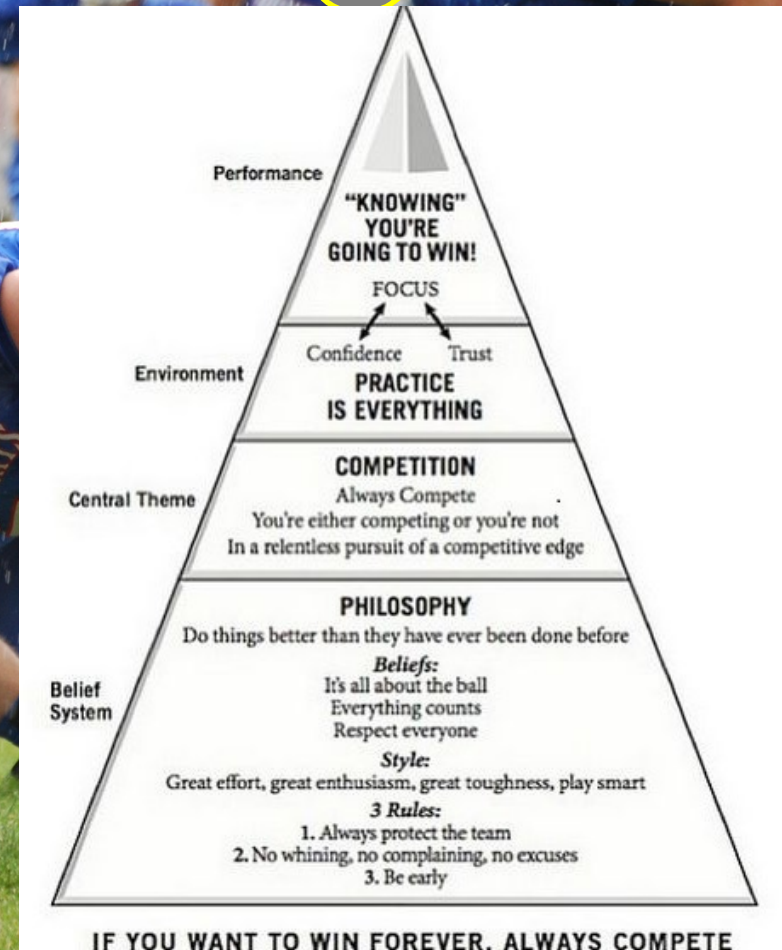 Performance
"KNOWING"
YOU'RE
GOING TO WIN!
FOCUS
Environment
Confidence Trust
PRACTICE
IS EVERYTHING
Central Theme
COMPETITION
Always Compete
You're either competing or you're not
In a relentless pursuit of a competitive edge
PHILOSOPHY
Do things better than they have ever been done before
Beliefs:
It's all about the ball
Everything counts
Respect everyone
Belief
System
Style:
Great effort, great enthusiasm, great toughness, play smart
3 Rules:
1. Always protect the team
2. No whining, no complaining, no excuses
3. Be early
IF YOU WANT TO WIN FOREVER, ALWAYS COMPETE